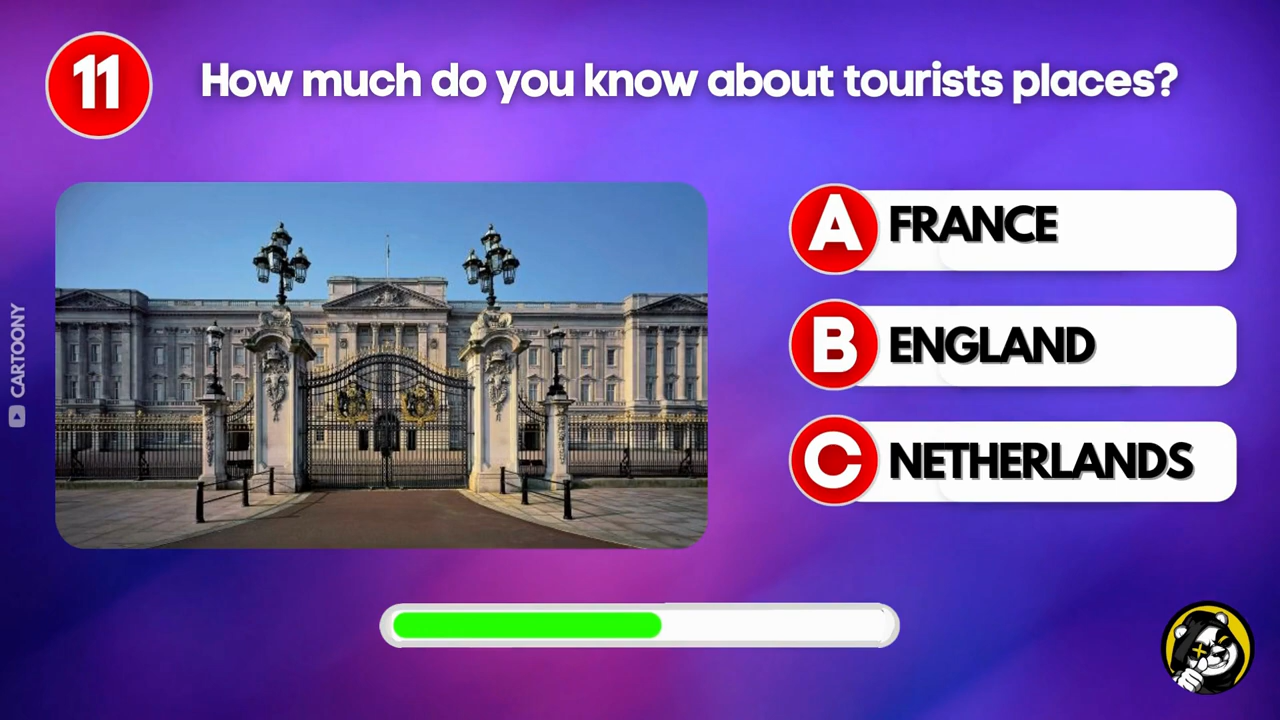 11
How much do you know about tourists places?
A FRANCE
B ENGLAND
C NETHERLANDS
CARTOONY